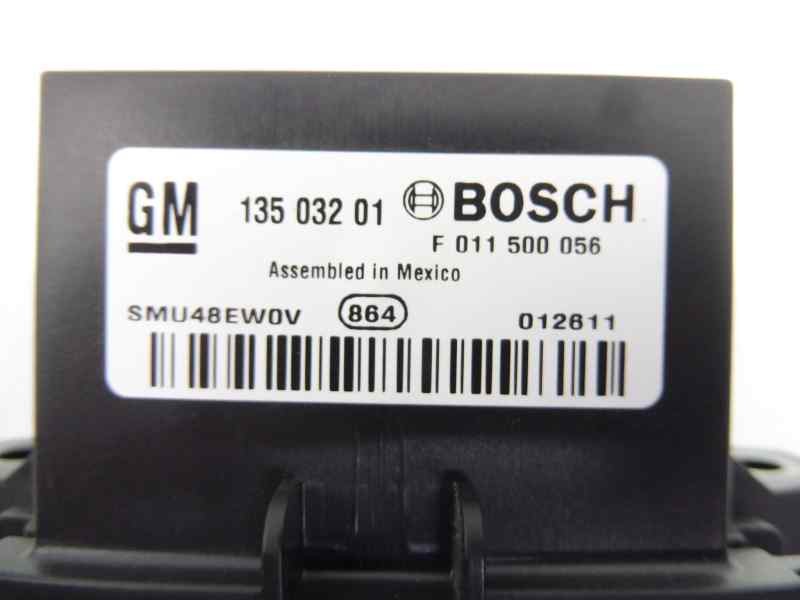 GM 135 032 01 BOSCH
F 011 500 056
Assembled in Mexico
SMU48EW0V 864 012611